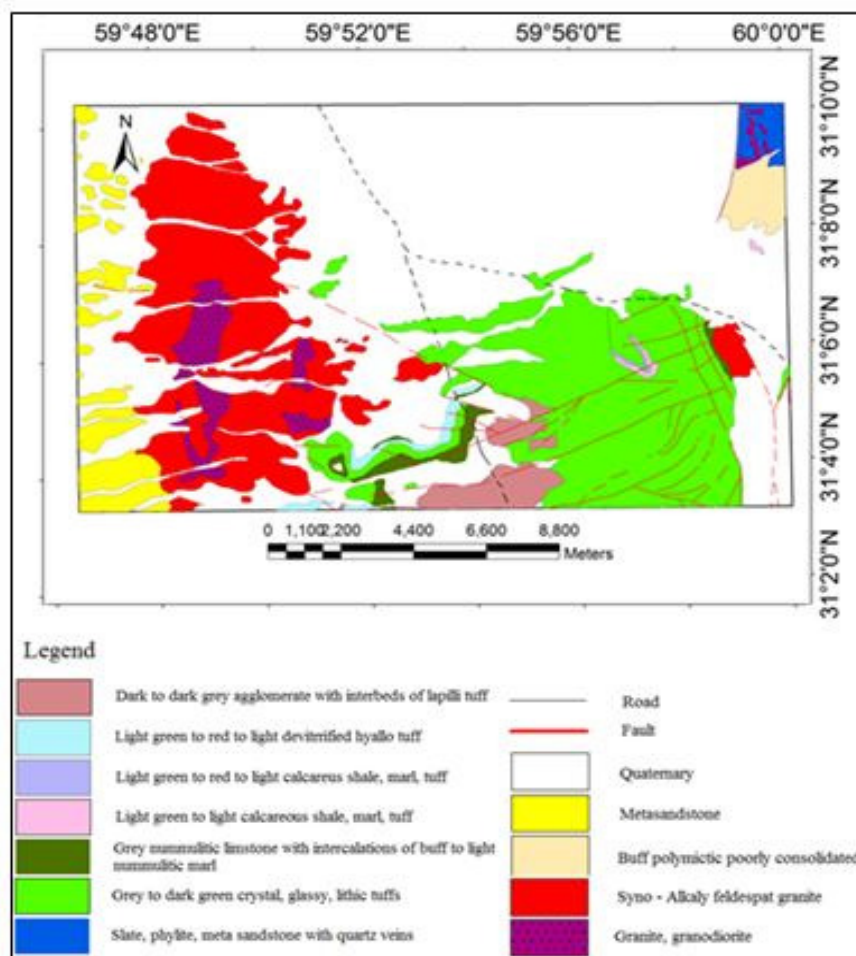 59°48'0"E
59°52'0"E
59°56'0"E
60°0'0"E
N
31°10'0"N
31°8'0"N
31°6'0"N
31°4'0"N
31°2'0"N
0 1,100 2,200 4,400 6,600 8,800
Meters
Legend
Dark to dark grey agglomerate with interbeds of lapilli tuff
Light green to red to light devitrified hyallo tuff
Light green to red to light calcareus shale, marl, tuff
Light green to light calcareous shale, marl, tuff
Grey nummulitic limstone with intercalations of buff to light
nummulitic marl
Grey to dark green crystal, glassy, lithic tuffs
Slate, phylite, meta sandstone with quartz veins
Road
Fault
Quaternary
Metasandstone
Buff polymictic poorly consolidated
Syno - Alkaly feldespat granite
Granite, granodiorite